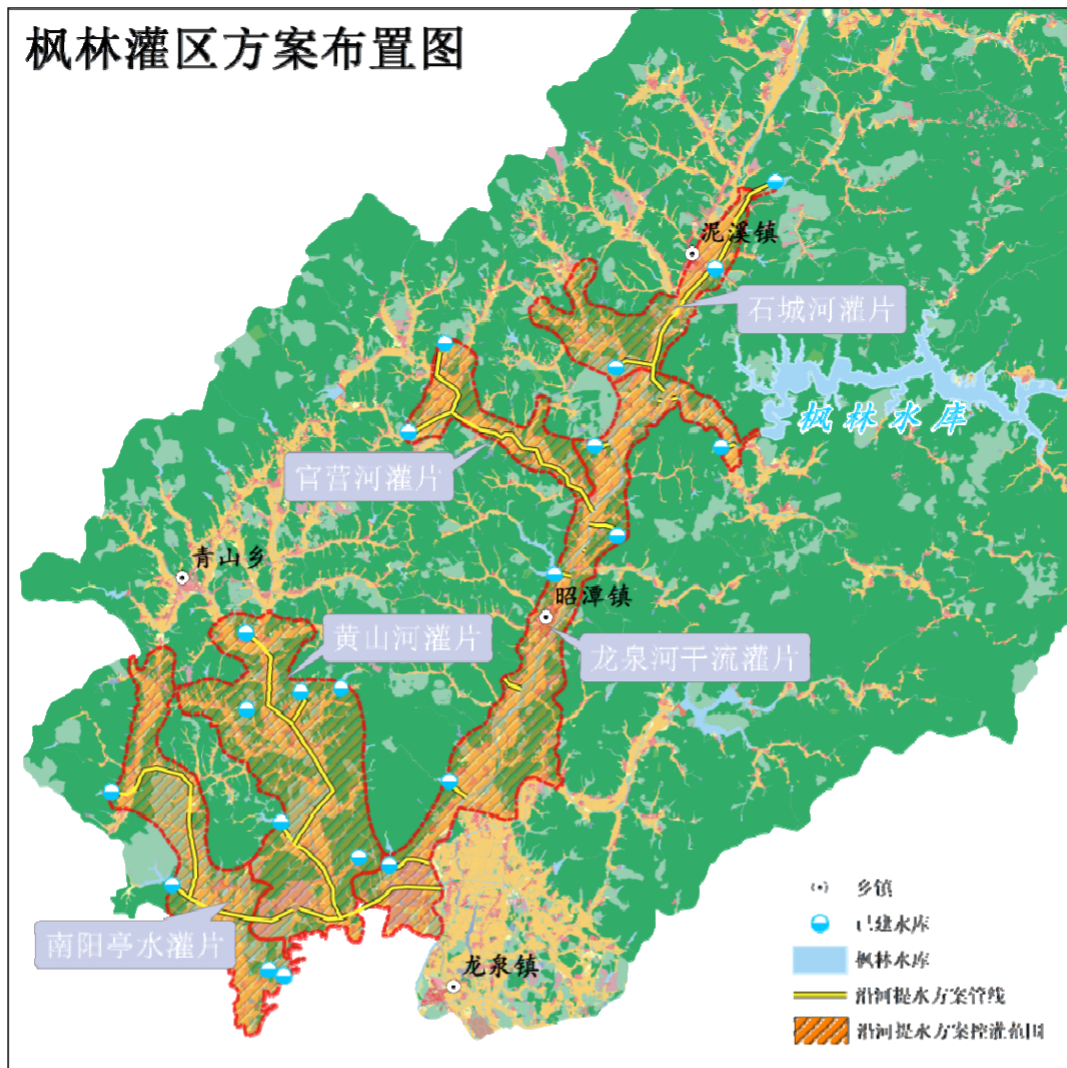 枫林灌区方案布置图
泥溪镇
石城河灌片
枫林水库
官营河灌片
青山乡
昭潭镇
黄山河灌片
龙泉河干流灌片
南阳亭水灌片
龙泉镇
乡镇
已建水库
枫林水库
沿河提水方案管线
沿河提水方案控灌范围